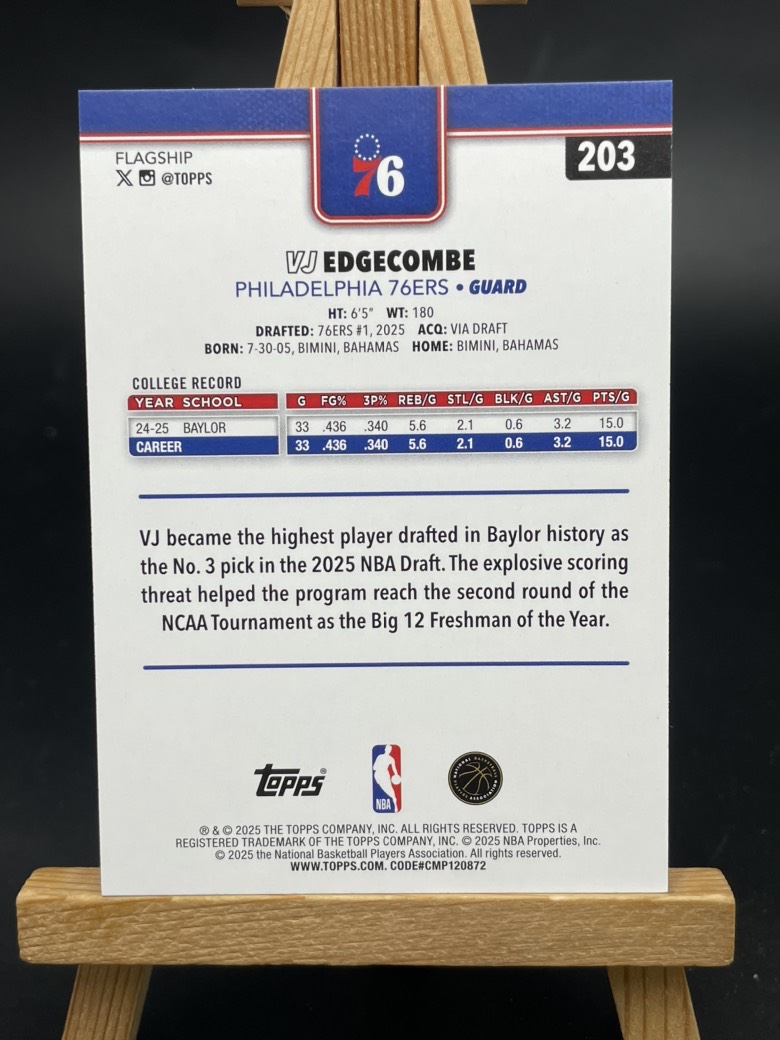 FLAGSHIP
@TOPPS
203
76
VJ EDGECOMBE
PHILADELPHIA 76ERS • GUARD
HT: 6'5" WT: 180
DRAFTED: 76ERS #1, 2025 ACQ: VIA DRAFT
BORN: 7-30-05, BIMINI, BAHAMAS HOME: BIMINI, BAHAMAS
COLLEGE RECORD
YEAR SCHOOL G FG% 3P% REB/G STL/G BLK/G AST/G PTS/G
24-25 BAYLOR 33 .436 .340 5.6 2.1 0.6 3.2 15.0
CAREER 33 .436 .340 5.6 2.1 0.6 3.2 15.0
VJ became the highest player drafted in Baylor history as
the No. 3 pick in the 2025 NBA Draft. The explosive scoring
threat helped the program reach the second round of the
NCAA Tournament as the Big 12 Freshman of the Year.
Topps®
NBA
NATIONAL BASKETBALL PLAYERS ASSOCIATION
® & © 2025 THE TOPPS COMPANY, INC. ALL RIGHTS RESERVED. TOPPS IS A
REGISTERED TRADEMARK OF THE TOPPS COMPANY, INC. © 2025 NBA Properties, Inc.
© 2025 the National Basketball Players Association. All rights reserved.
WWW.TOPPS.COM. CODE#CMP120872